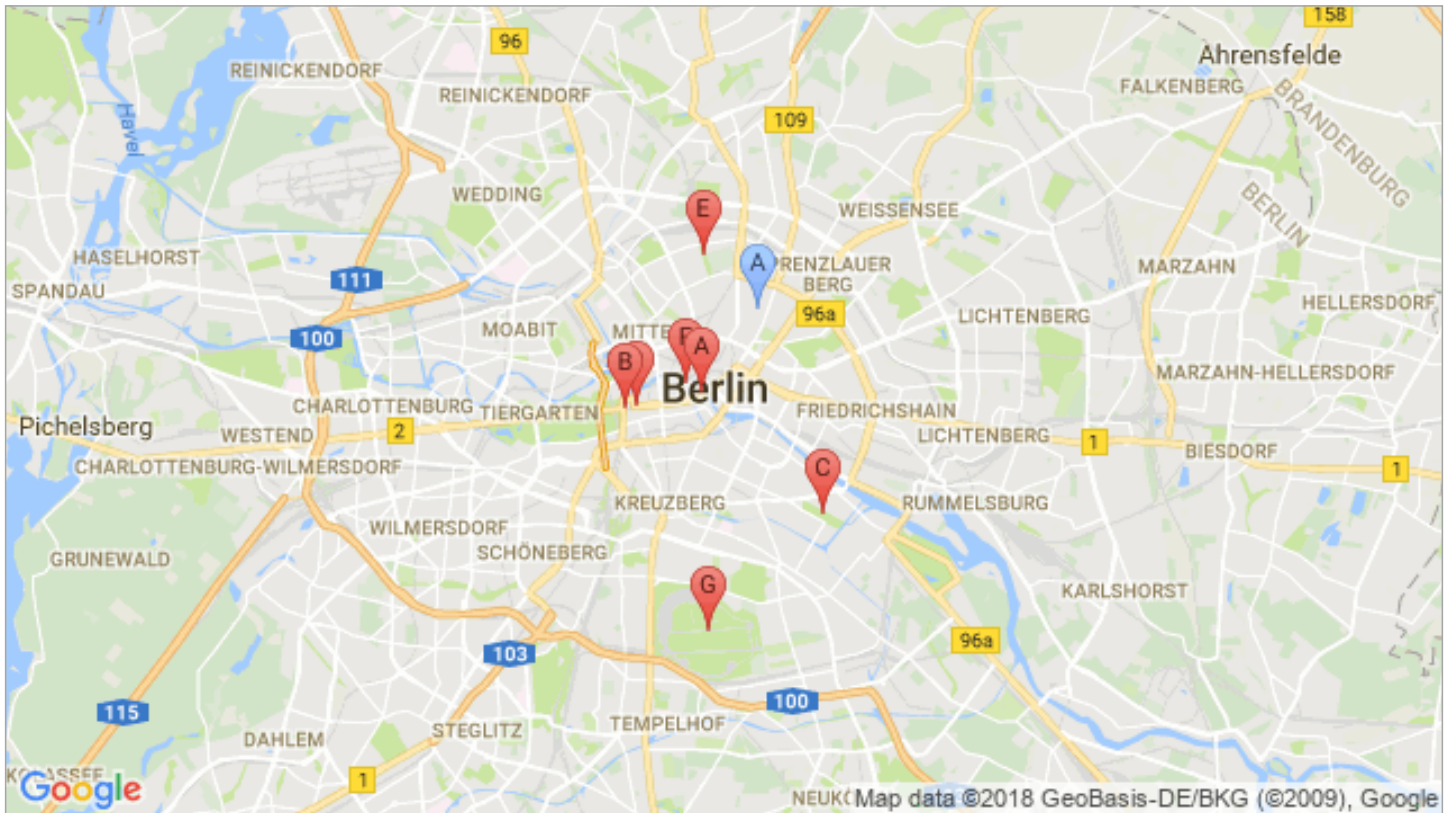 158
96
Ahrensfelde
REINICKENDORF
FALKENBERG
REINICKENDORF
BRANDENBURG
109
Havel
WEDDING
E
WEISSENSEE
BERLIN
HASELHORST
A
PRENZLAUER
BERG
MARZAHN
SPANDAU
111
HELLERSDORF
96a
LICHTENBERG
MOABIT
100
F
A
B
MARZAHN-HELLERSDORF
Berlin
CHARLOTTENBURG
TIERGARTEN
FRIEDRICHSHAIN
Pichelsberg
WESTEND
2
LICHTENBERG
1
BIESDORF
CHARLOTTENBURG-WILMERSDORF
C
1
KREUZBERG
RUMMELSBURG
WILMERSDORF
SCHÖNEBERG
GRUNEWALD
G
KARLSHORST
96a
103
100
115
STEGLITZ
TEMPELHOF
DAHLEM
1
Google
Map data ©2018 GeoBasis-DE/BKG (©2009), Google